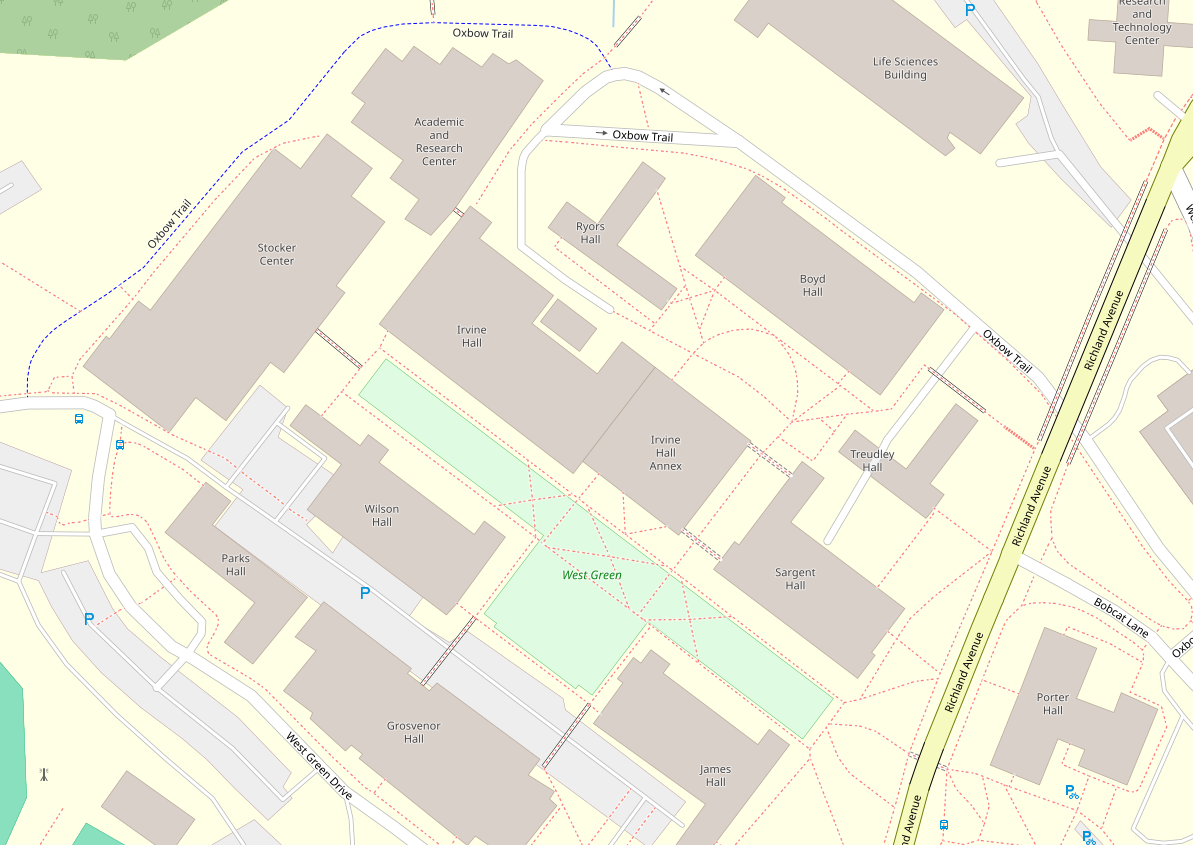 Research
and
Technology
Center
P
Oxbow Trail
Life Sciences
Building
Academic
and
Research
Center
Oxbow Trail
Oxbow Trail
Ryors
Hall
Stocker
Center
Boyd
Hall
Richland Avenue
Irvine
Hall
Oxbow Trail
Irvine
Hall
Annex
Treudley
Hall
Richland Avenue
Wilson
Hall
Parks
Hall
West Green
Sargent
Hall
P
P
Bobcat Lane
Oxbo
Richland Avenue
Porter
Hall
Grosvenor
Hall
West Green Drive
James
Hall
P
d Avenue
P